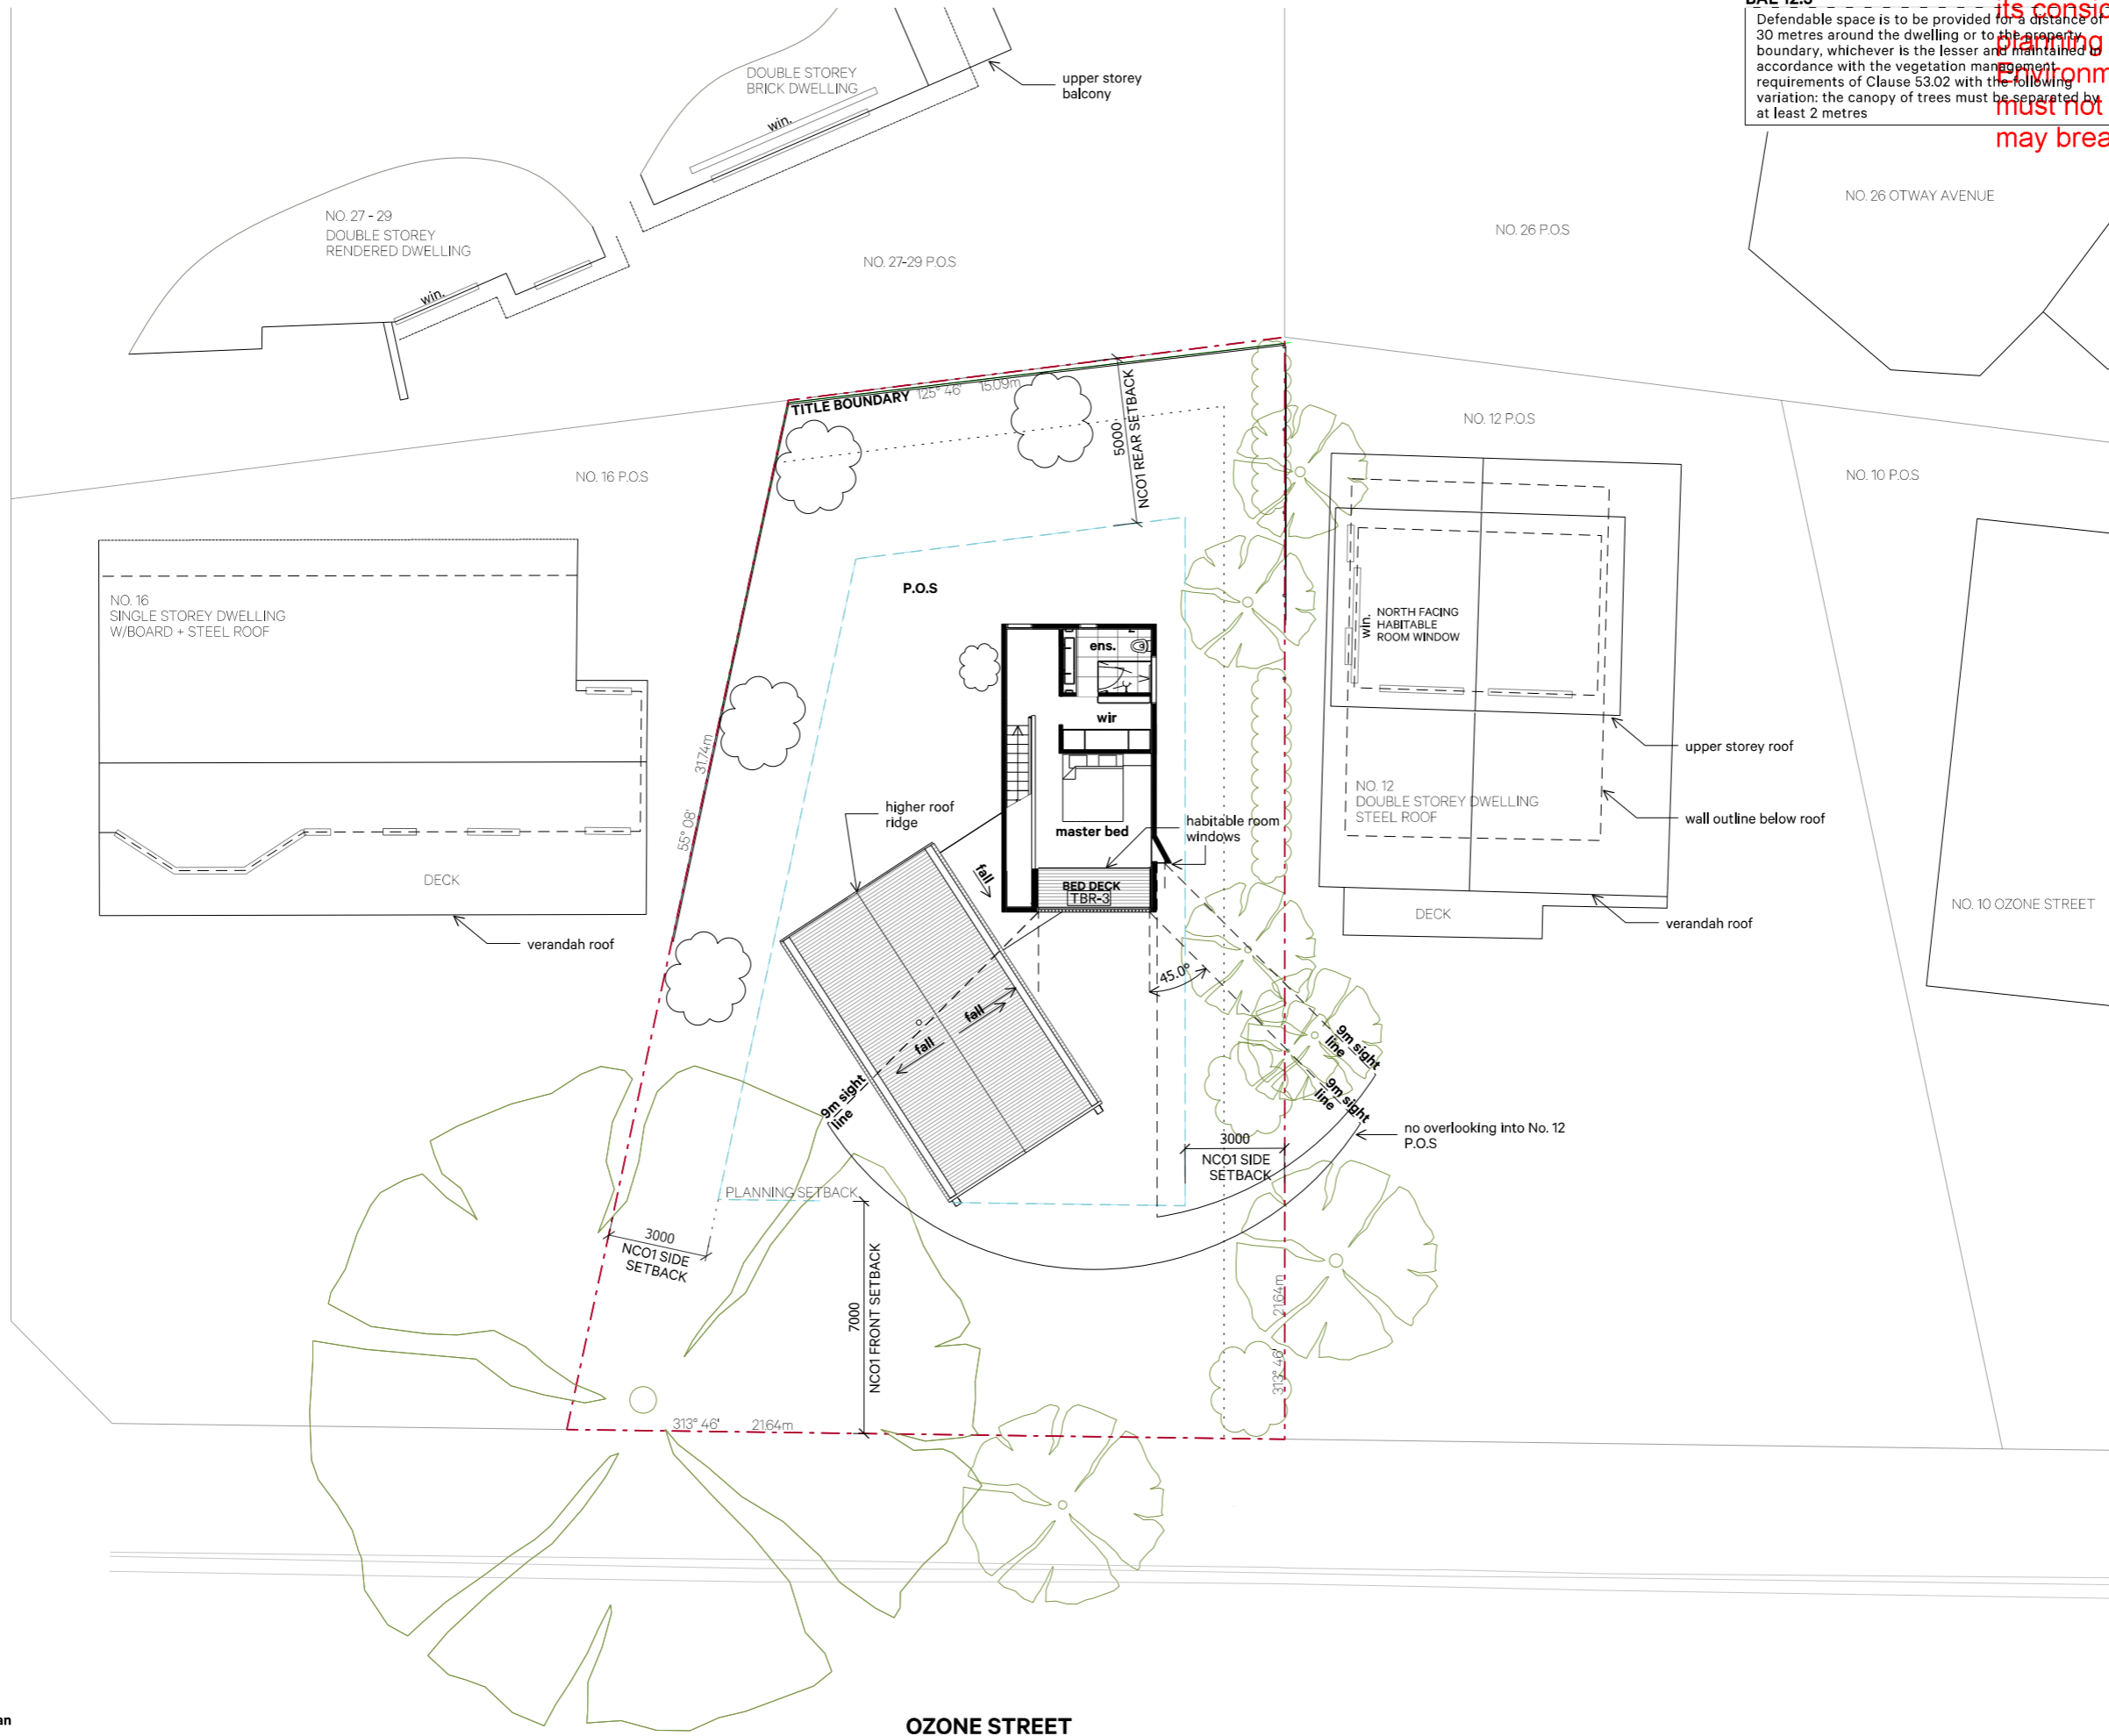 BAL 12.5
Defendable space is to be provided for a distance of
30 metres around the dwelling or to the property
boundary, whichever is the lesser and maintained in
accordance with the vegetation management
requirements of Clause 53.02 with the following
variation: the canopy of trees must be separated by
at least 2 metres
its consid
planning
Environm
must not
may brea
DOUBLE STOREY
BRICK DWELLING
win.
upper storey
balcony
NO. 27 - 29
DOUBLE STOREY
RENDERED DWELLING
win.
NO. 27-29 P.O.S
NO. 26 P.O.S
NO. 26 OTWAY AVENUE
TITLE BOUNDARY 125° 46' 15.09m
5000
NCO1 REAR SETBACK
NO. 16 P.O.S
NO. 12 P.O.S
NO. 10 P.O.S
NO. 16
SINGLE STOREY DWELLING
W/BOARD + STEEL ROOF
P.O.S
win.
NORTH FACING
HABITABLE
ROOM WINDOW
ens.
wir
master bed
55° 08' 31.74m
higher roof
ridge
habitable room
windows
upper storey roof
NO. 12
DOUBLE STOREY DWELLING
STEEL ROOF
wall outline below roof
fall
BED DECK
TBR-3
DECK
verandah roof
DECK
verandah roof
NO. 10 OZONE STREET
45.0°
fall
fall
9m sight
line
9m sight
line
9m sight
line
no overlooking into No. 12
P.O.S
3000
NCO1 SIDE
SETBACK
PLANNING SETBACK
3000
NCO1 SIDE
SETBACK
7000
NCO1 FRONT SETBACK
313° 46' 21.64m
313° 46' 21.64m
an
OZONE STREET